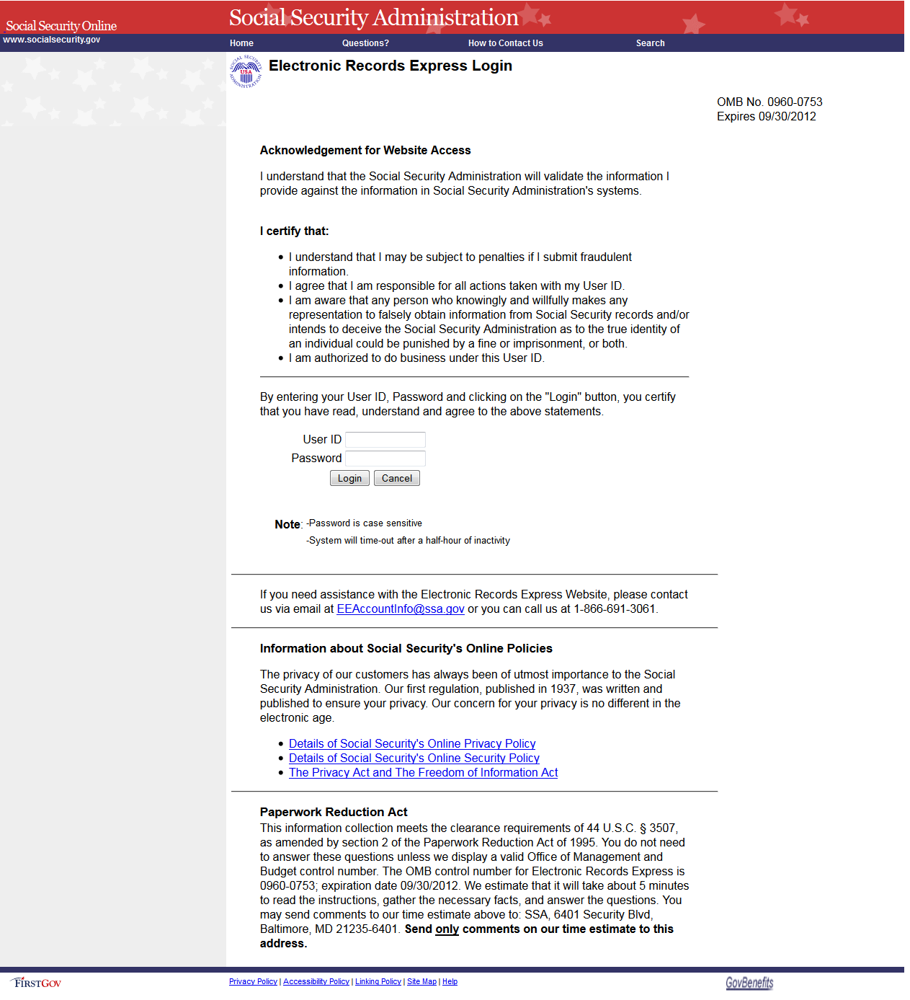 Social Security Online
Social Security Administration
www.socialsecurity.gov
Home Questions? How to Contact Us Search
SOCIAL SECURITY ADMINISTRATION
USA
Electronic Records Express Login
OMB No. 0960-0753
Expires 09/30/2012
Acknowledgement for Website Access
I understand that the Social Security Administration will validate the information I
provide against the information in Social Security Administration's systems.
I certify that:
• I understand that I may be subject to penalties if I submit fraudulent
information.
• I agree that I am responsible for all actions taken with my User ID.
• I am aware that any person who knowingly and willfully makes any
representation to falsely obtain information from Social Security records and/or
intends to deceive the Social Security Administration as to the true identity of
an individual could be punished by a fine or imprisonment, or both.
• I am authorized to do business under this User ID.
By entering your User ID, Password and clicking on the "Login" button, you certify
that you have read, understand and agree to the above statements.
User ID
Password
Login Cancel
Note: -Password is case sensitive
-System will time-out after a half-hour of inactivity
If you need assistance with the Electronic Records Express Website, please contact
us via email at EEAccountInfo@ssa.gov or you can call us at 1-866-691-3061.
Information about Social Security's Online Policies
The privacy of our customers has always been of utmost importance to the Social
Security Administration. Our first regulation, published in 1937, was written and
published to ensure your privacy. Our concern for your privacy is no different in the
electronic age.
• Details of Social Security's Online Privacy Policy
• Details of Social Security's Online Security Policy
• The Privacy Act and The Freedom of Information Act
Paperwork Reduction Act
This information collection meets the clearance requirements of 44 U.S.C. § 3507,
as amended by section 2 of the Paperwork Reduction Act of 1995. You do not need
to answer these questions unless we display a valid Office of Management and
Budget control number. The OMB control number for Electronic Records Express is
0960-0753; expiration date 09/30/2012. We estimate that it will take about 5 minutes
to read the instructions, gather the necessary facts, and answer the questions. You
may send comments to our time estimate above to: SSA, 6401 Security Blvd,
Baltimore, MD 21235-6401. Send only comments on our time estimate to this
address.
FIRSTGOV Privacy Policy | Accessibility Policy | Linking Policy | Site Map | Help GovBenefits